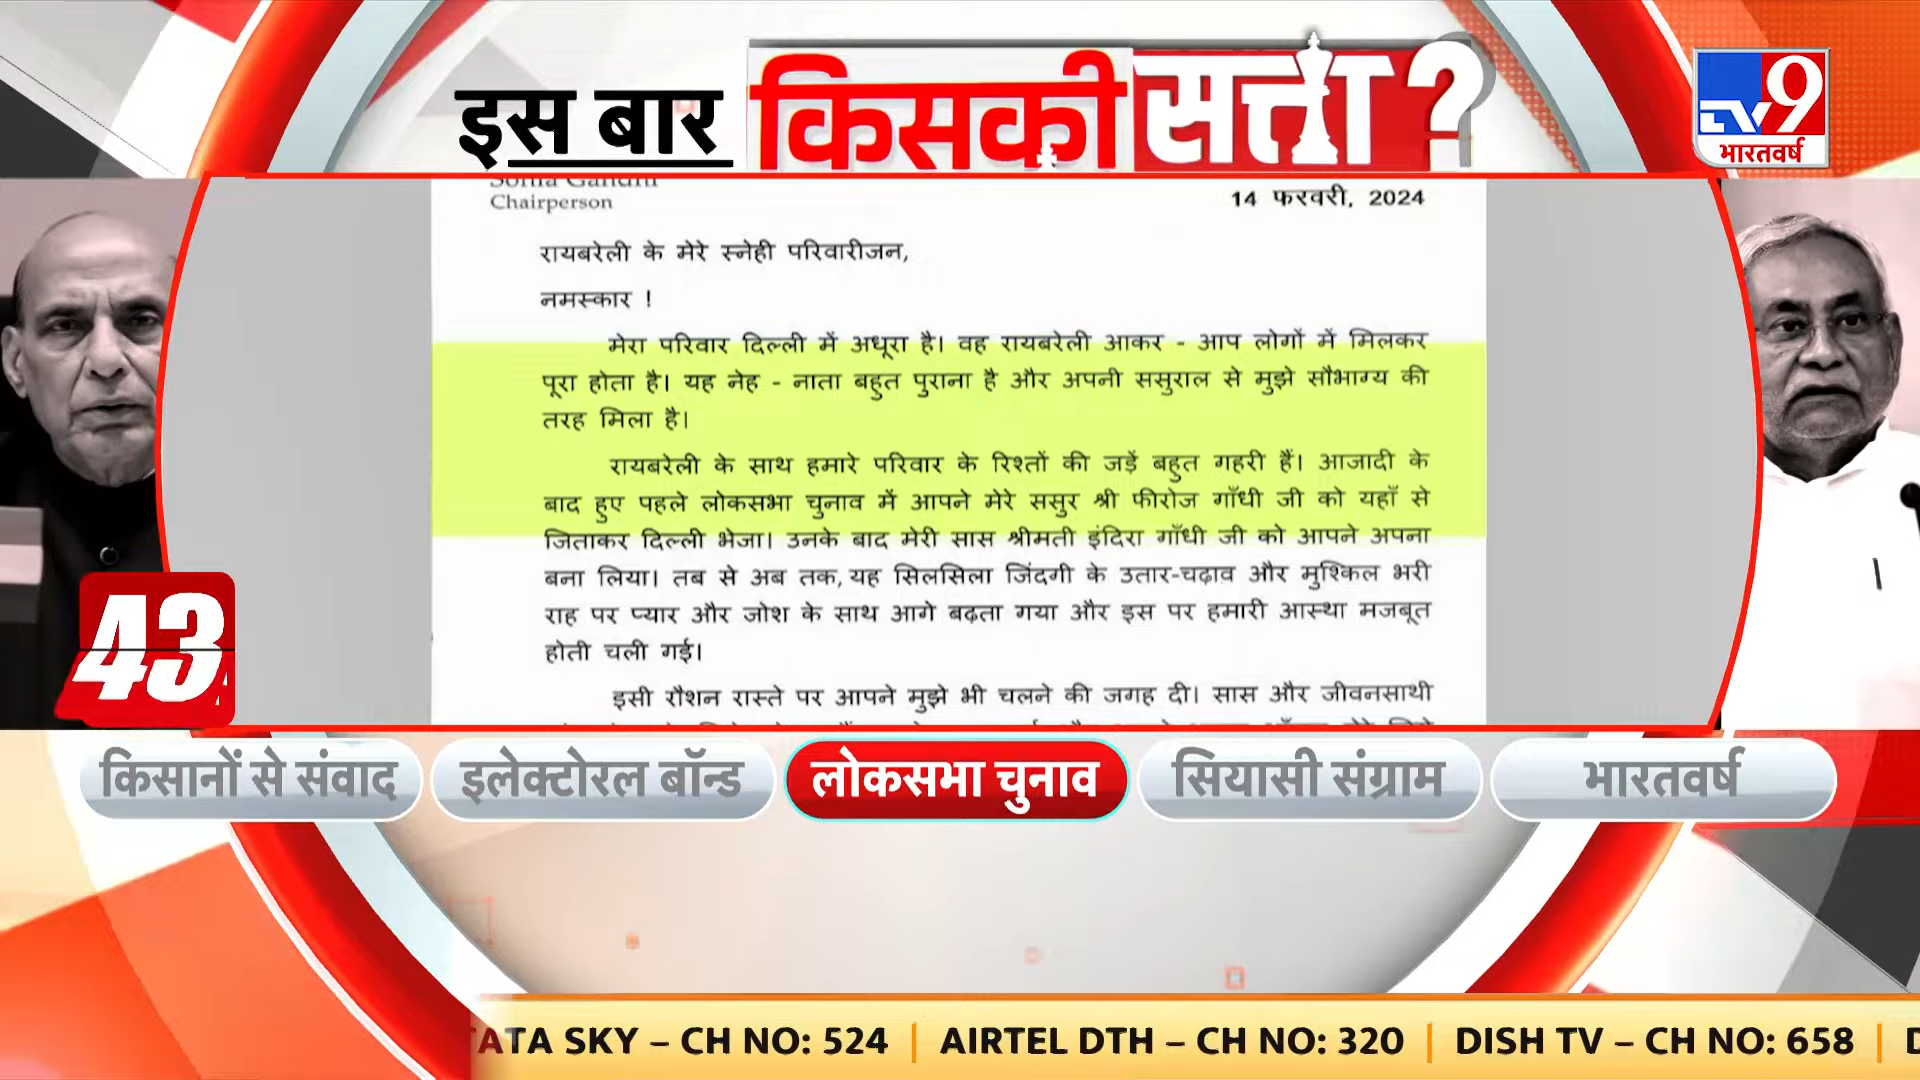 इस बार किसकी सत्ता ?
TV9
भारतवर्ष
Sonia Gandhi
Chairperson
14 फरवरी, 2024
रायबरेली के मेरे स्नेही परिवारीजन,
नमस्कार !
मेरा परिवार दिल्ली में अधूरा है। वह रायबरेली आकर - आप लोगों में मिलकर
पूरा होता है। यह नेह - नाता बहुत पुराना है और अपनी ससुराल से मुझे सौभाग्य की
तरह मिला है।
रायबरेली के साथ हमारे परिवार के रिश्तों की जड़ें बहुत गहरी हैं। आजादी के
बाद हुए पहले लोकसभा चुनाव में आपने मेरे ससुर श्री फीरोज गाँधी जी को यहाँ से
जिताकर दिल्ली भेजा। उनके बाद मेरी सास श्रीमती इंदिरा गाँधी जी को आपने अपना
बना लिया। तब से अब तक, यह सिलसिला जिंदगी के उतार-चढ़ाव और मुश्किल भरी
राह पर प्यार और जोश के साथ आगे बढ़ता गया और इस पर हमारी आस्था मजबूत
होती चली गई।
इसी रौशन रास्ते पर आपने मुझे भी चलने की जगह दी। सास और जीवनसाथी
43
किसानों से संवाद
इलेक्टोरल बॉन्ड
लोकसभा चुनाव
सियासी संग्राम
भारतवर्ष
TATA SKY – CH NO: 524 | AIRTEL DTH – CH NO: 320 | DISH TV – CH NO: 658 |